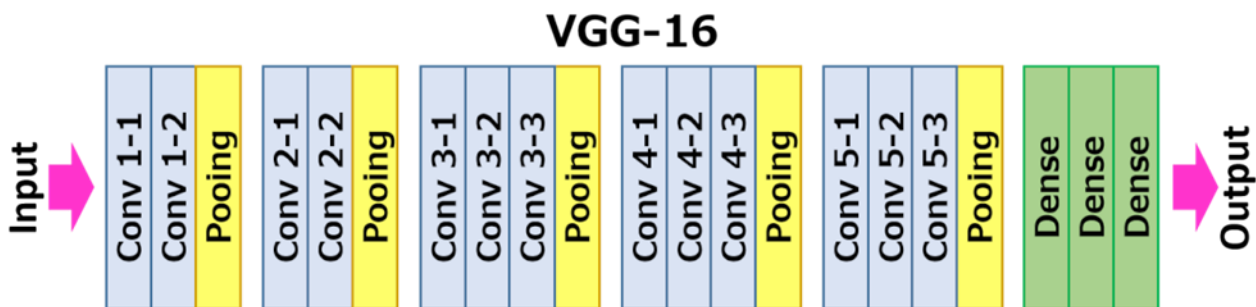 VGG-16
Input
Conv 1-1
Conv 1-2
Pooing
Conv 2-1
Conv 2-2
Pooing
Conv 3-1
Conv 3-2
Conv 3-3
Pooing
Conv 4-1
Conv 4-2
Conv 4-3
Pooing
Conv 5-1
Conv 5-2
Conv 5-3
Pooing
Dense
Dense
Dense
Output